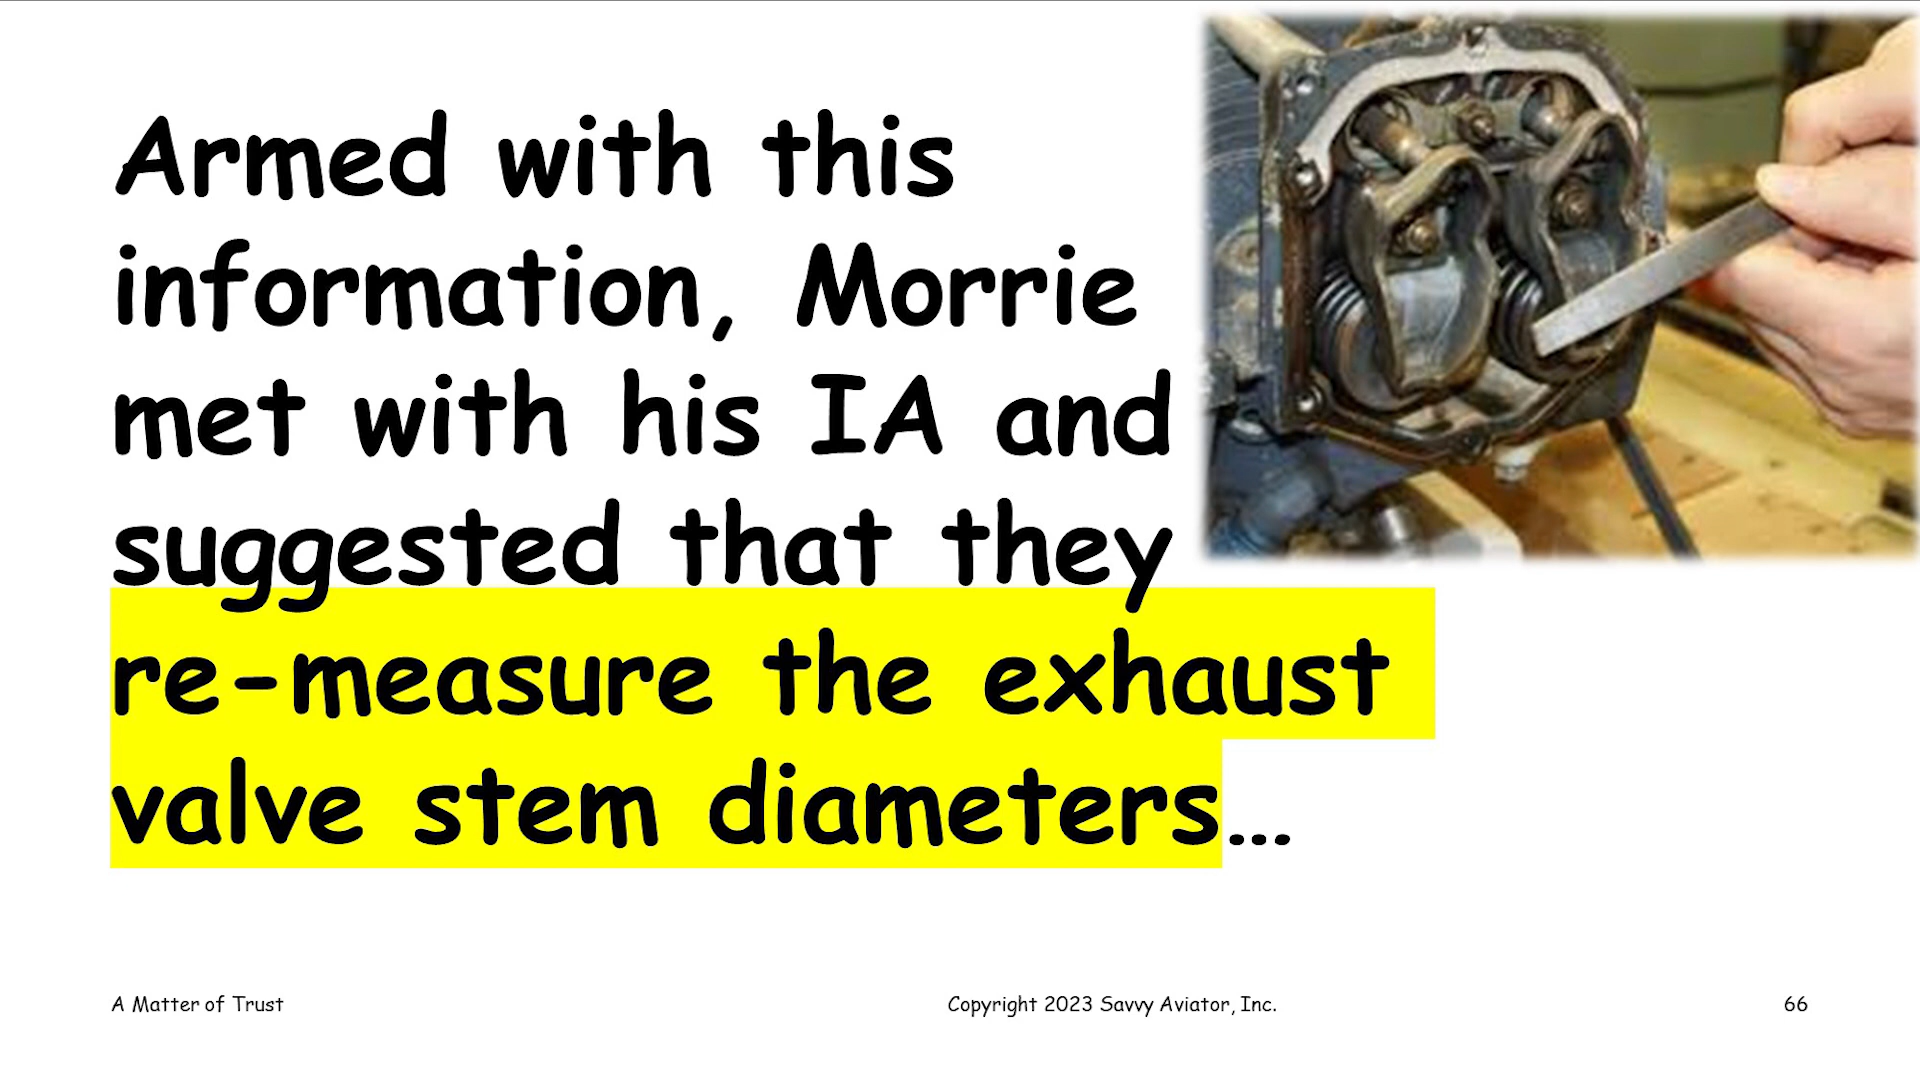 Armed with this
information, Morrie
met with his IA and
suggested that they
re-measure the exhaust
valve stem diameters...
A Matter of Trust
Copyright 2023 Savvy Aviator, Inc.
66